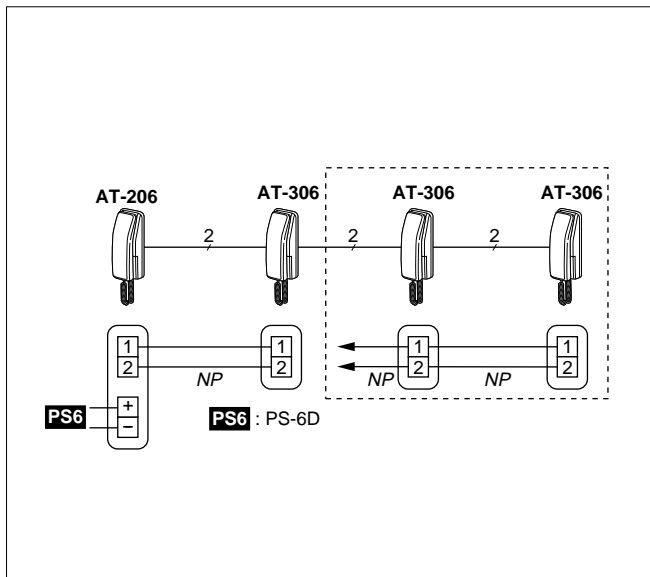 AT-206 AT-306 AT-306 AT-306
2 2 2
1 1 1 1
2 2 2 2
NP NP NP
+
PS6 PS6 : PS-6D
−